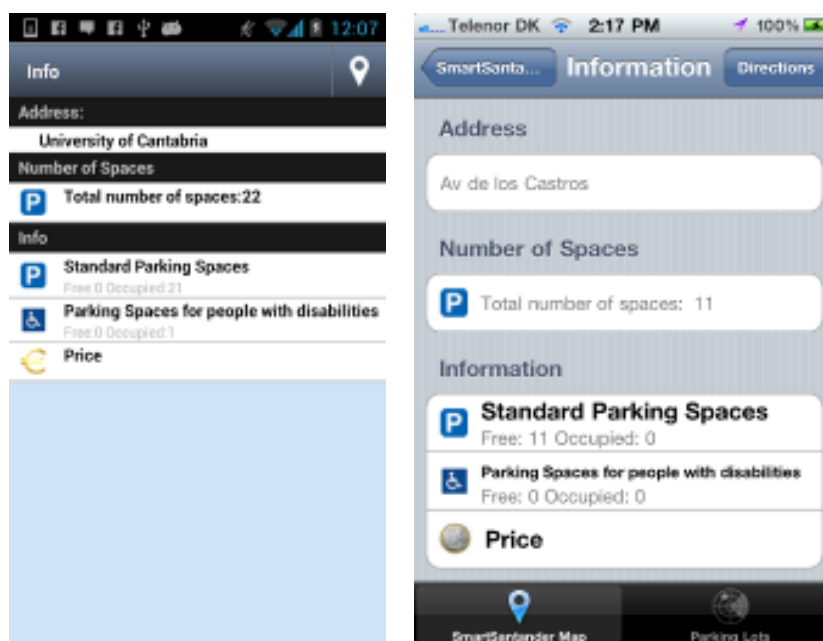 12:07
Info
Address:
University of Cantabria
Number of Spaces
P
Total number of spaces:22
Info
P
Standard Parking Spaces
Free:0 Occupied:21
Parking Spaces for people with disabilities
Free:0 Occupied:1
Price
Telenor DK 2:17 PM 100%
SmartSanta... Information Directions
Address
Av de los Castros
Number of Spaces
P Total number of spaces: 11
Information
P
Standard Parking Spaces
Free: 11 Occupied: 0
Parking Spaces for people with disabilities
Free: 0 Occupied: 0
Price
SmartSantander Map Parking Lots